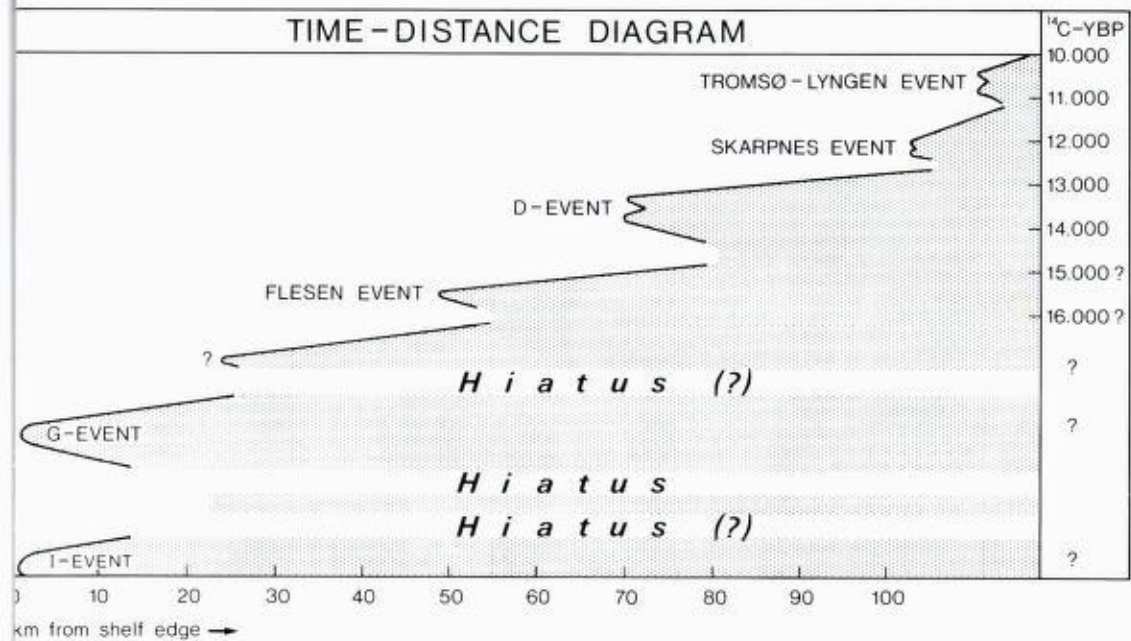 TIME-DISTANCE DIAGRAM
¹⁴C-YBP
10.000
TROMSØ-LYNGEN EVENT
11.000
SKARPNES EVENT
12.000
13.000
D-EVENT
14.000
15.000?
FLESEN EVENT
16.000?
?
?
Hiatus (?)
G-EVENT
?
Hiatus
Hiatus (?)
I-EVENT
?
0 10 20 30 40 50 60 70 80 90 100
km from shelf edge →